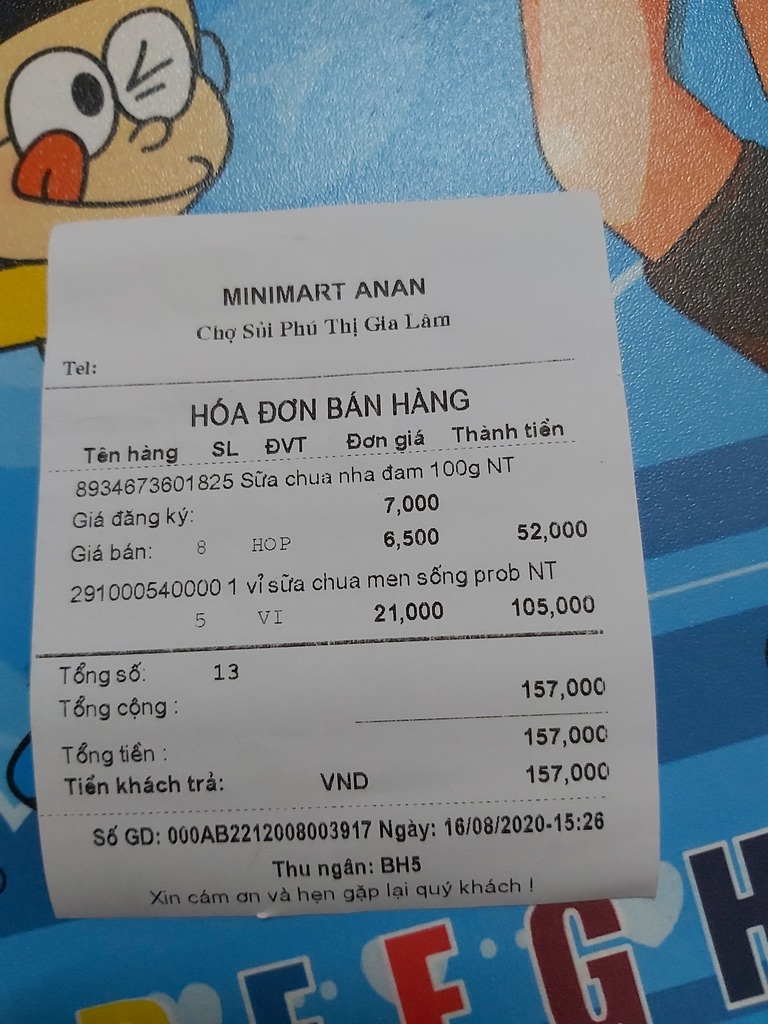 MINIMART ANAN
Chợ Sủi Phú Thị Gia Lâm
Tel:
HÓA ĐƠN BÁN HÀNG
Tên hàng SL ĐVT Đơn giá Thành tiền
8934673601825 Sữa chua nha đam 100g NT
Giá đăng ký: 7,000
Giá bán: 8 HOP 6,500 52,000
291000540000 1 vỉ sữa chua men sống prob NT
5 VI 21,000 105,000
Tổng số: 13
Tổng cộng : 157,000
Tổng tiền : 157,000
Tiền khách trả: VND 157,000
Số GD: 000AB2212008003917 Ngày: 16/08/2020-15:26
Thu ngân: BH5
Xin cám ơn và hẹn gặp lại quý khách !
E F G H